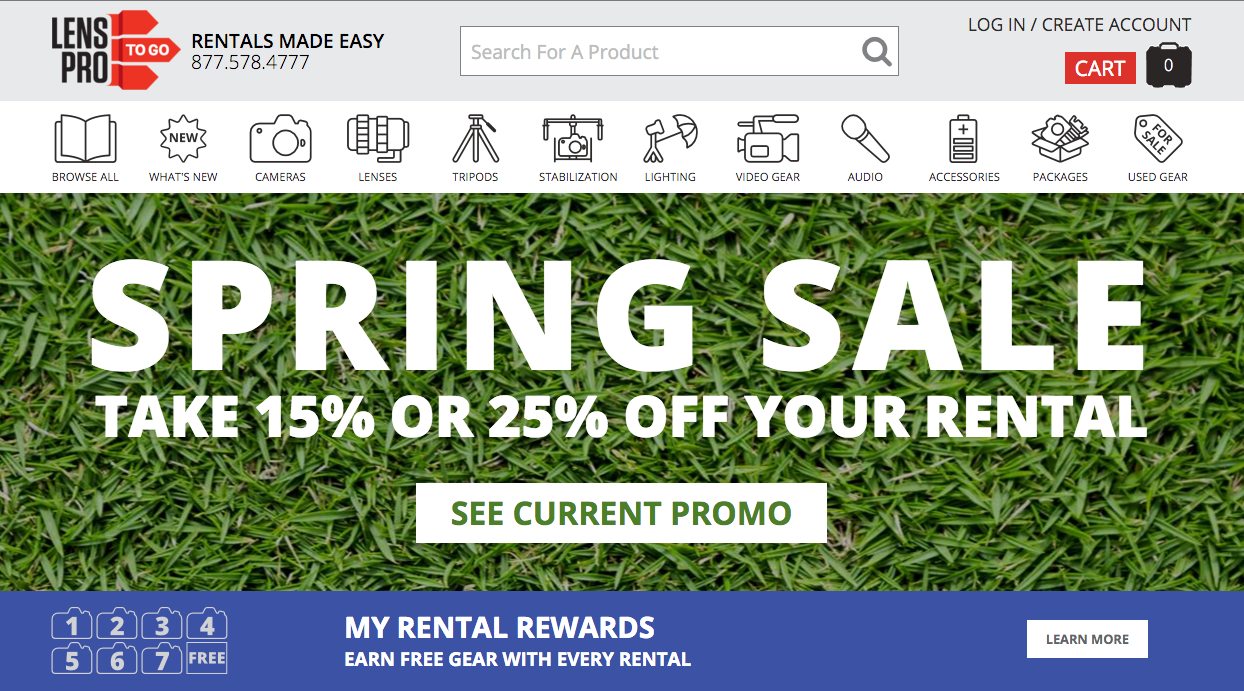 LENS PRO TO GO
RENTALS MADE EASY
877.578.4777
Search For A Product
LOG IN / CREATE ACCOUNT
CART 0
NEW
FOR SALE
BROWSE ALL WHAT'S NEW CAMERAS LENSES TRIPODS STABILIZATION LIGHTING VIDEO GEAR AUDIO ACCESSORIES PACKAGES USED GEAR
SPRING SALE
TAKE 15% OR 25% OFF YOUR RENTAL
SEE CURRENT PROMO
1 2 3 4
5 6 7 FREE
MY RENTAL REWARDS
EARN FREE GEAR WITH EVERY RENTAL
LEARN MORE